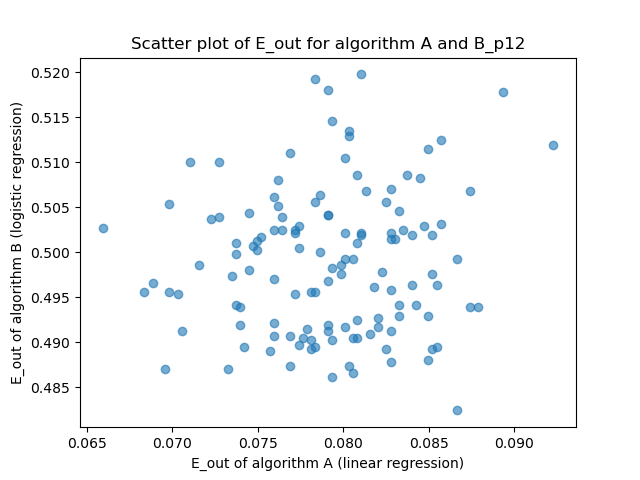 Scatter plot of E_out for algorithm A and B_p12
E_out of algorithm B (logistic regression)
0.520
0.515
0.510
0.505
0.500
0.495
0.490
0.485
0.065 0.070 0.075 0.080 0.085 0.090
E_out of algorithm A (linear regression)